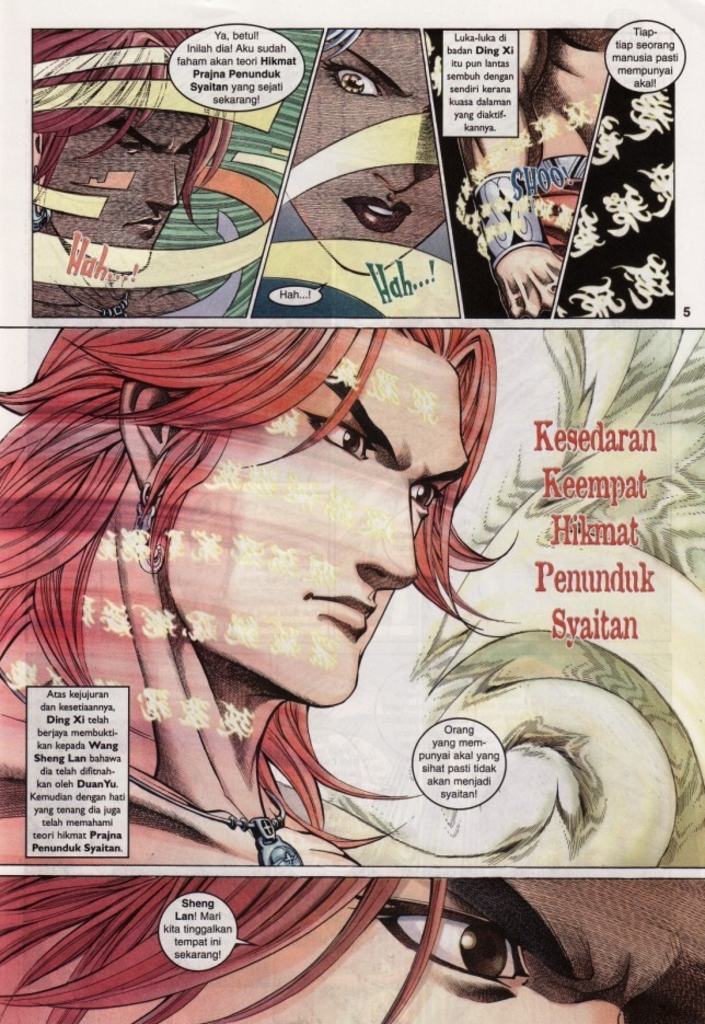 Ya, betul!
Inilah dia! Aku sudah
faham akan teori Hikmat
Prajna Penunduk
Syaitan yang sejati
sekarang!
Hah...!
Hah...!
Hah...!
Luka-luka di
badan Ding Xi
itu pun lantas
sembuh dengan
sendiri kerana
kuasa dalaman
yang diaktif-
kannya.
SHOO!
Tiap-
tiap seorang
manusia pasti
mempunyai
akal!
5
Kesedaran
Keempat
Hikmat
Penunduk
Syaitan
Atas kejujuran
dan kesetiaannya,
Ding Xi telah
berjaya membukti-
kan kepada Wang
Sheng Lan bahawa
dia telah difitnah-
kan oleh DuanYu.
Kemudian dengan hati
yang tenang dia juga
telah memahami
teori hikmat Prajna
Penunduk Syaitan.
Orang
yang mem-
punyai akal yang
sihat pasti tidak
akan menjadi
syaitan!
Sheng
Lan! Mari
kita tinggalkan
tempat ini
sekarang!